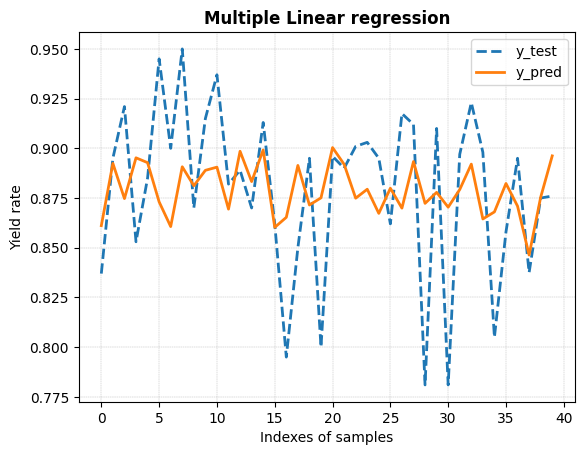 Multiple Linear regression
y_test
y_pred
Yield rate
0.950
0.925
0.900
0.875
0.850
0.825
0.800
0.775
0 5 10 15 20 25 30 35 40
Indexes of samples